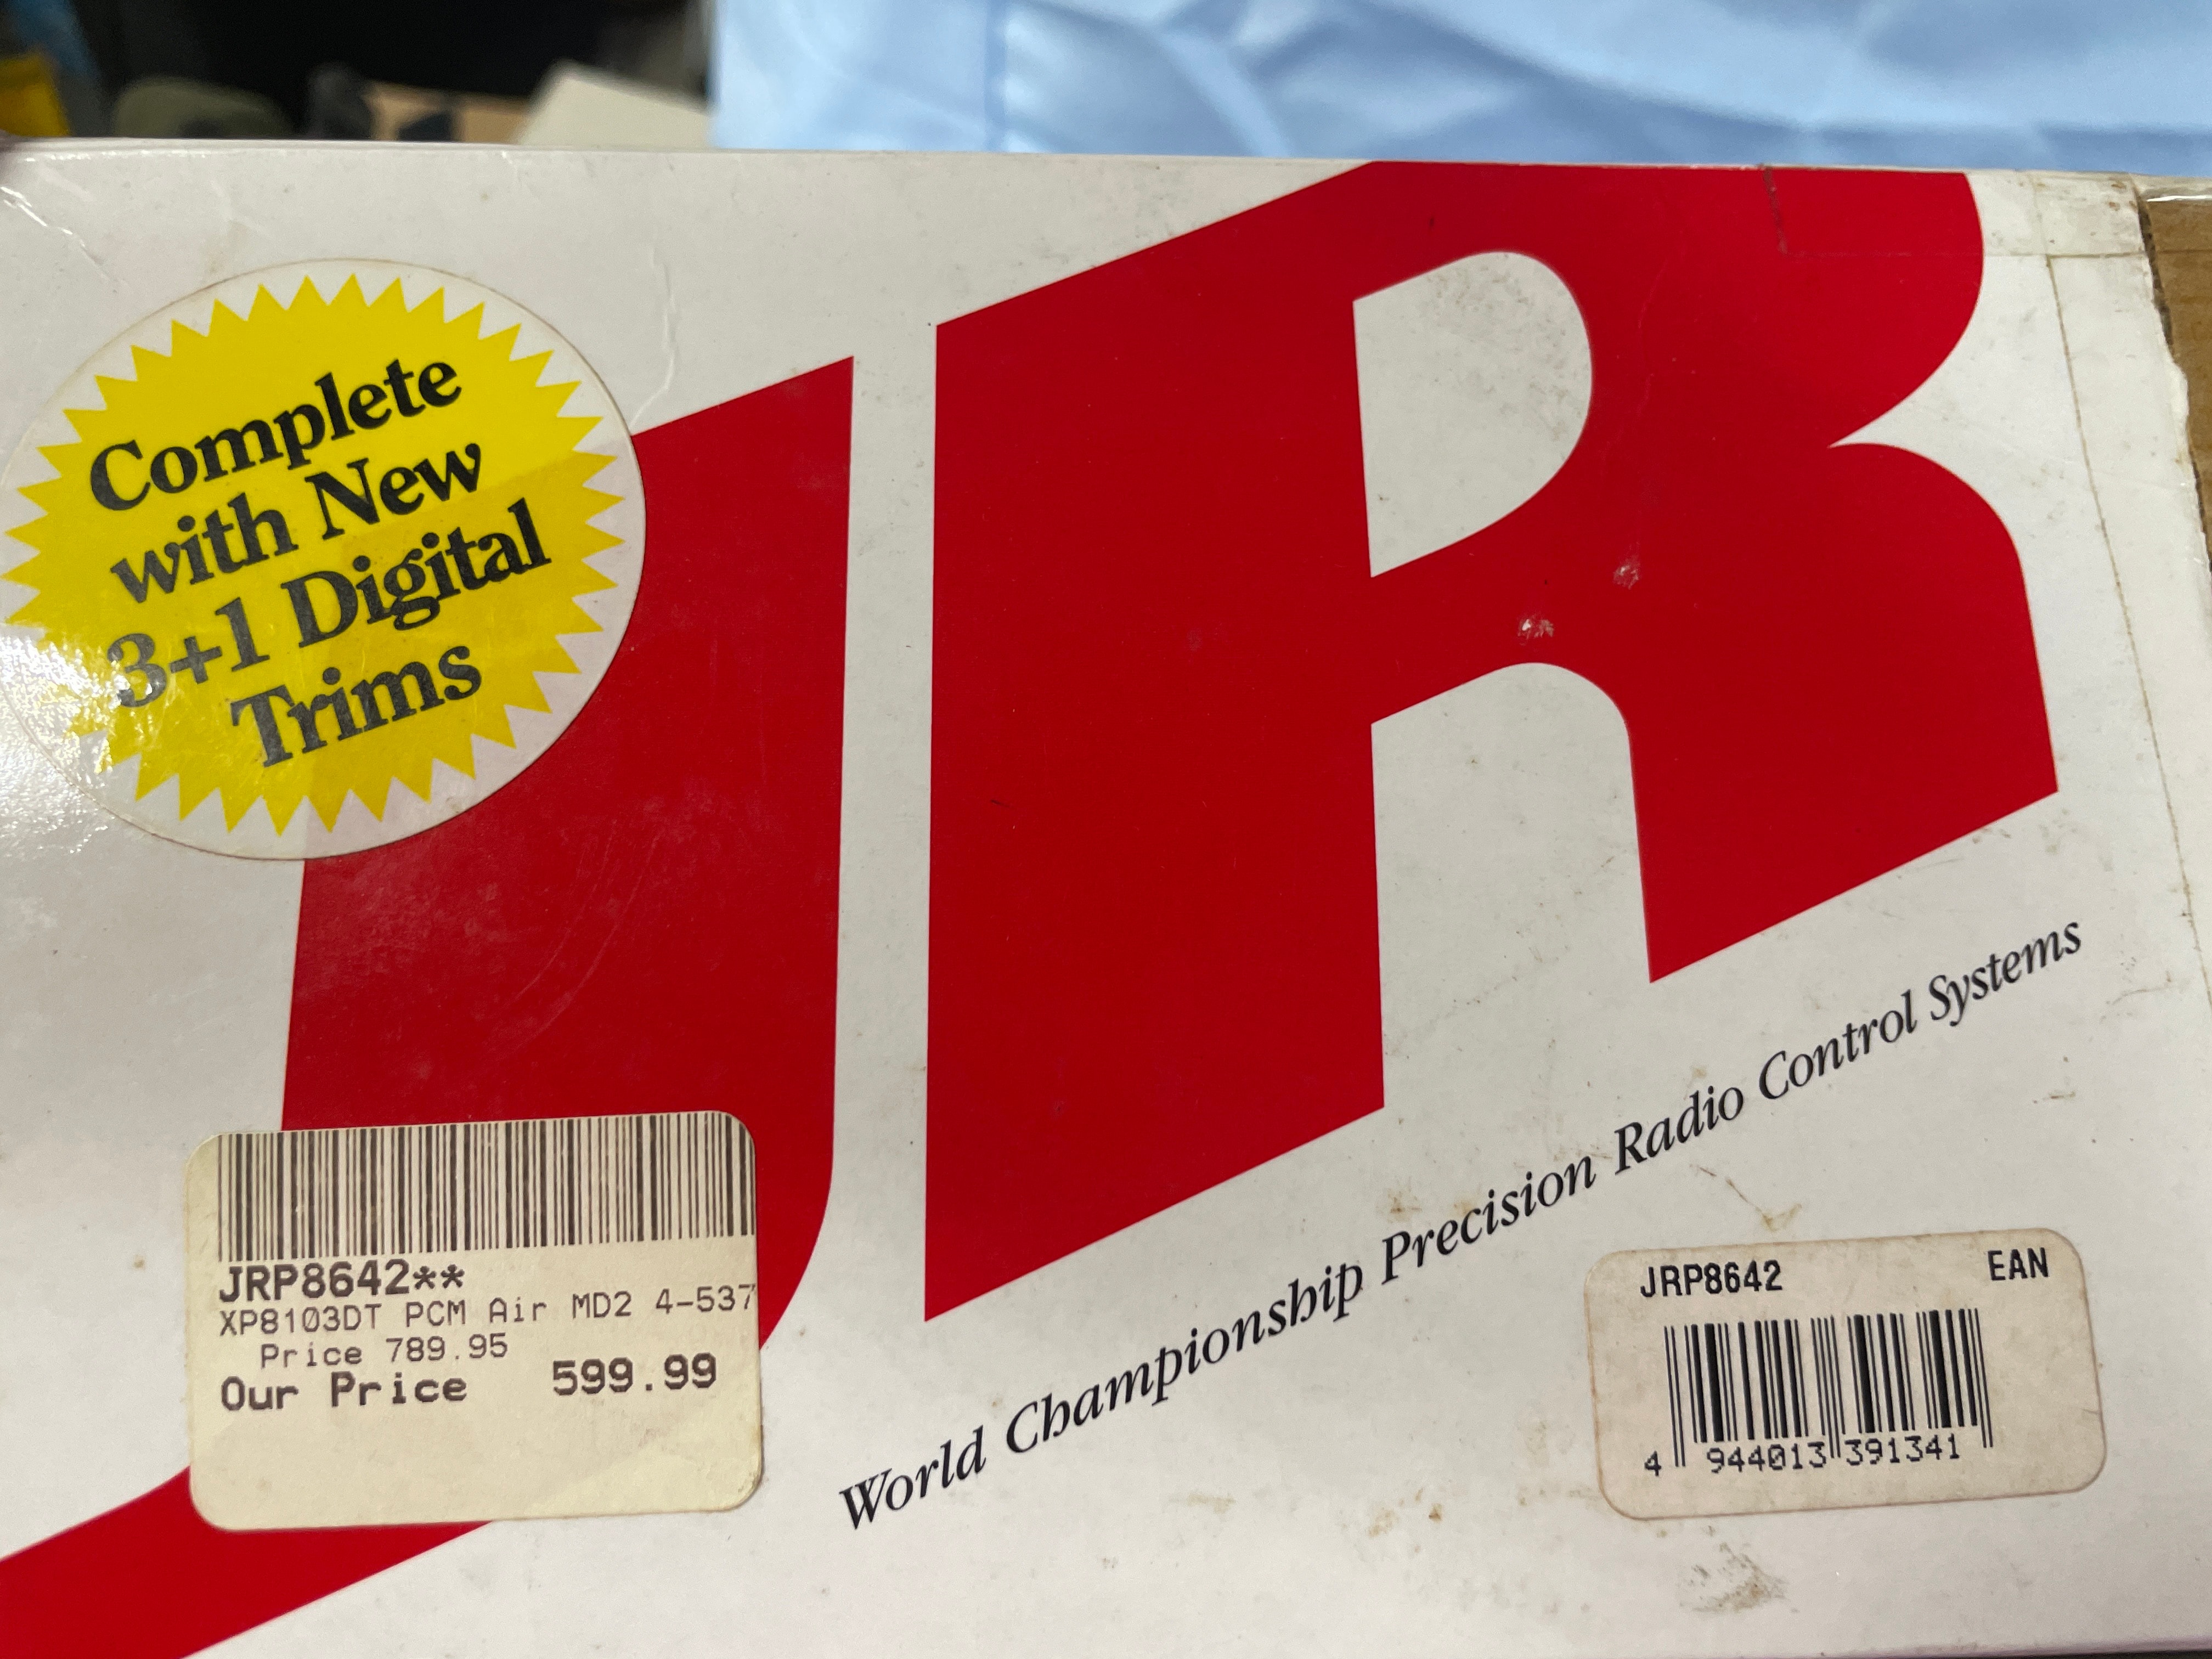 JR
Complete
with New
3+1 Digital
Trims
World Championship Precision Radio Control Systems
JRP8642**
XP8103DT PCM Air MD2 4-537
Price 789.95
Our Price 599.99
JRP8642 EAN
4 944013 391341